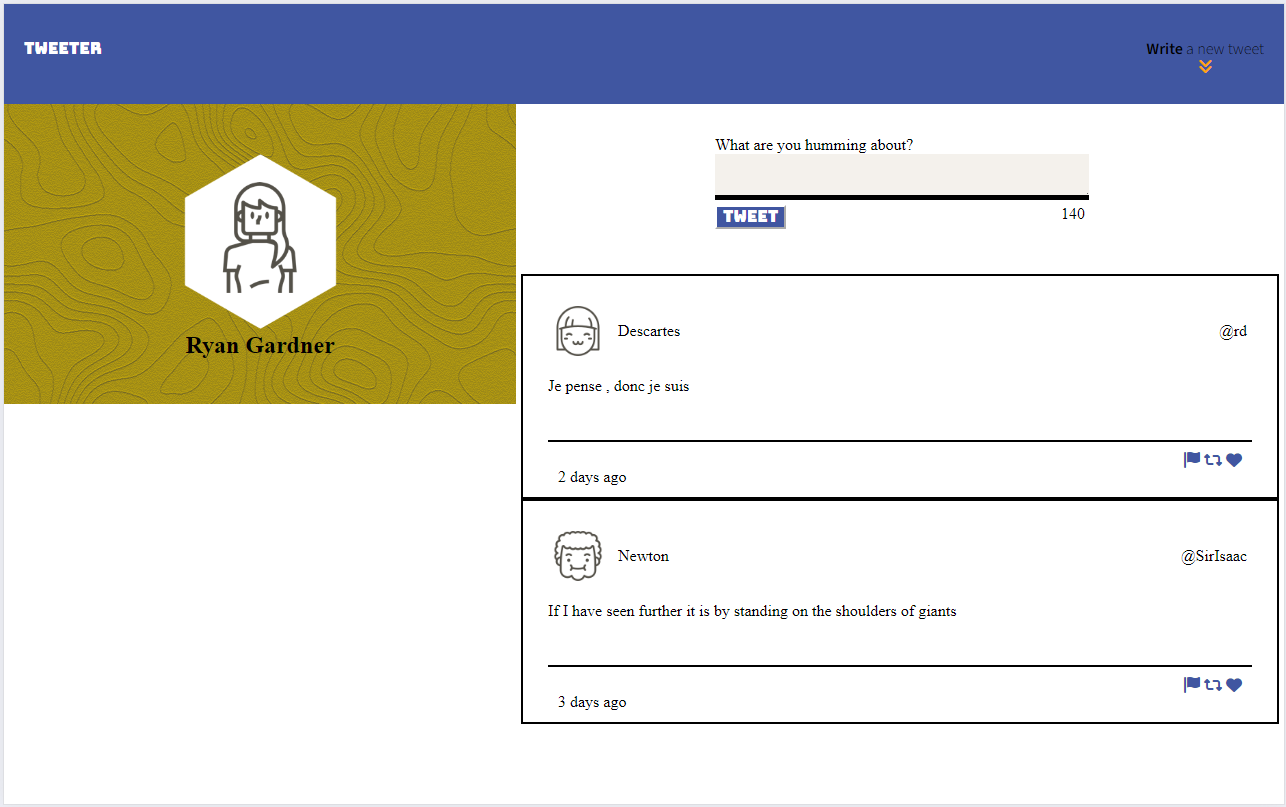 TWEETER
Write a new tweet
Ryan Gardner
What are you humming about?
TWEET 140
Descartes @rd
Je pense , donc je suis
2 days ago
Newton @SirIsaac
If I have seen further it is by standing on the shoulders of giants
3 days ago